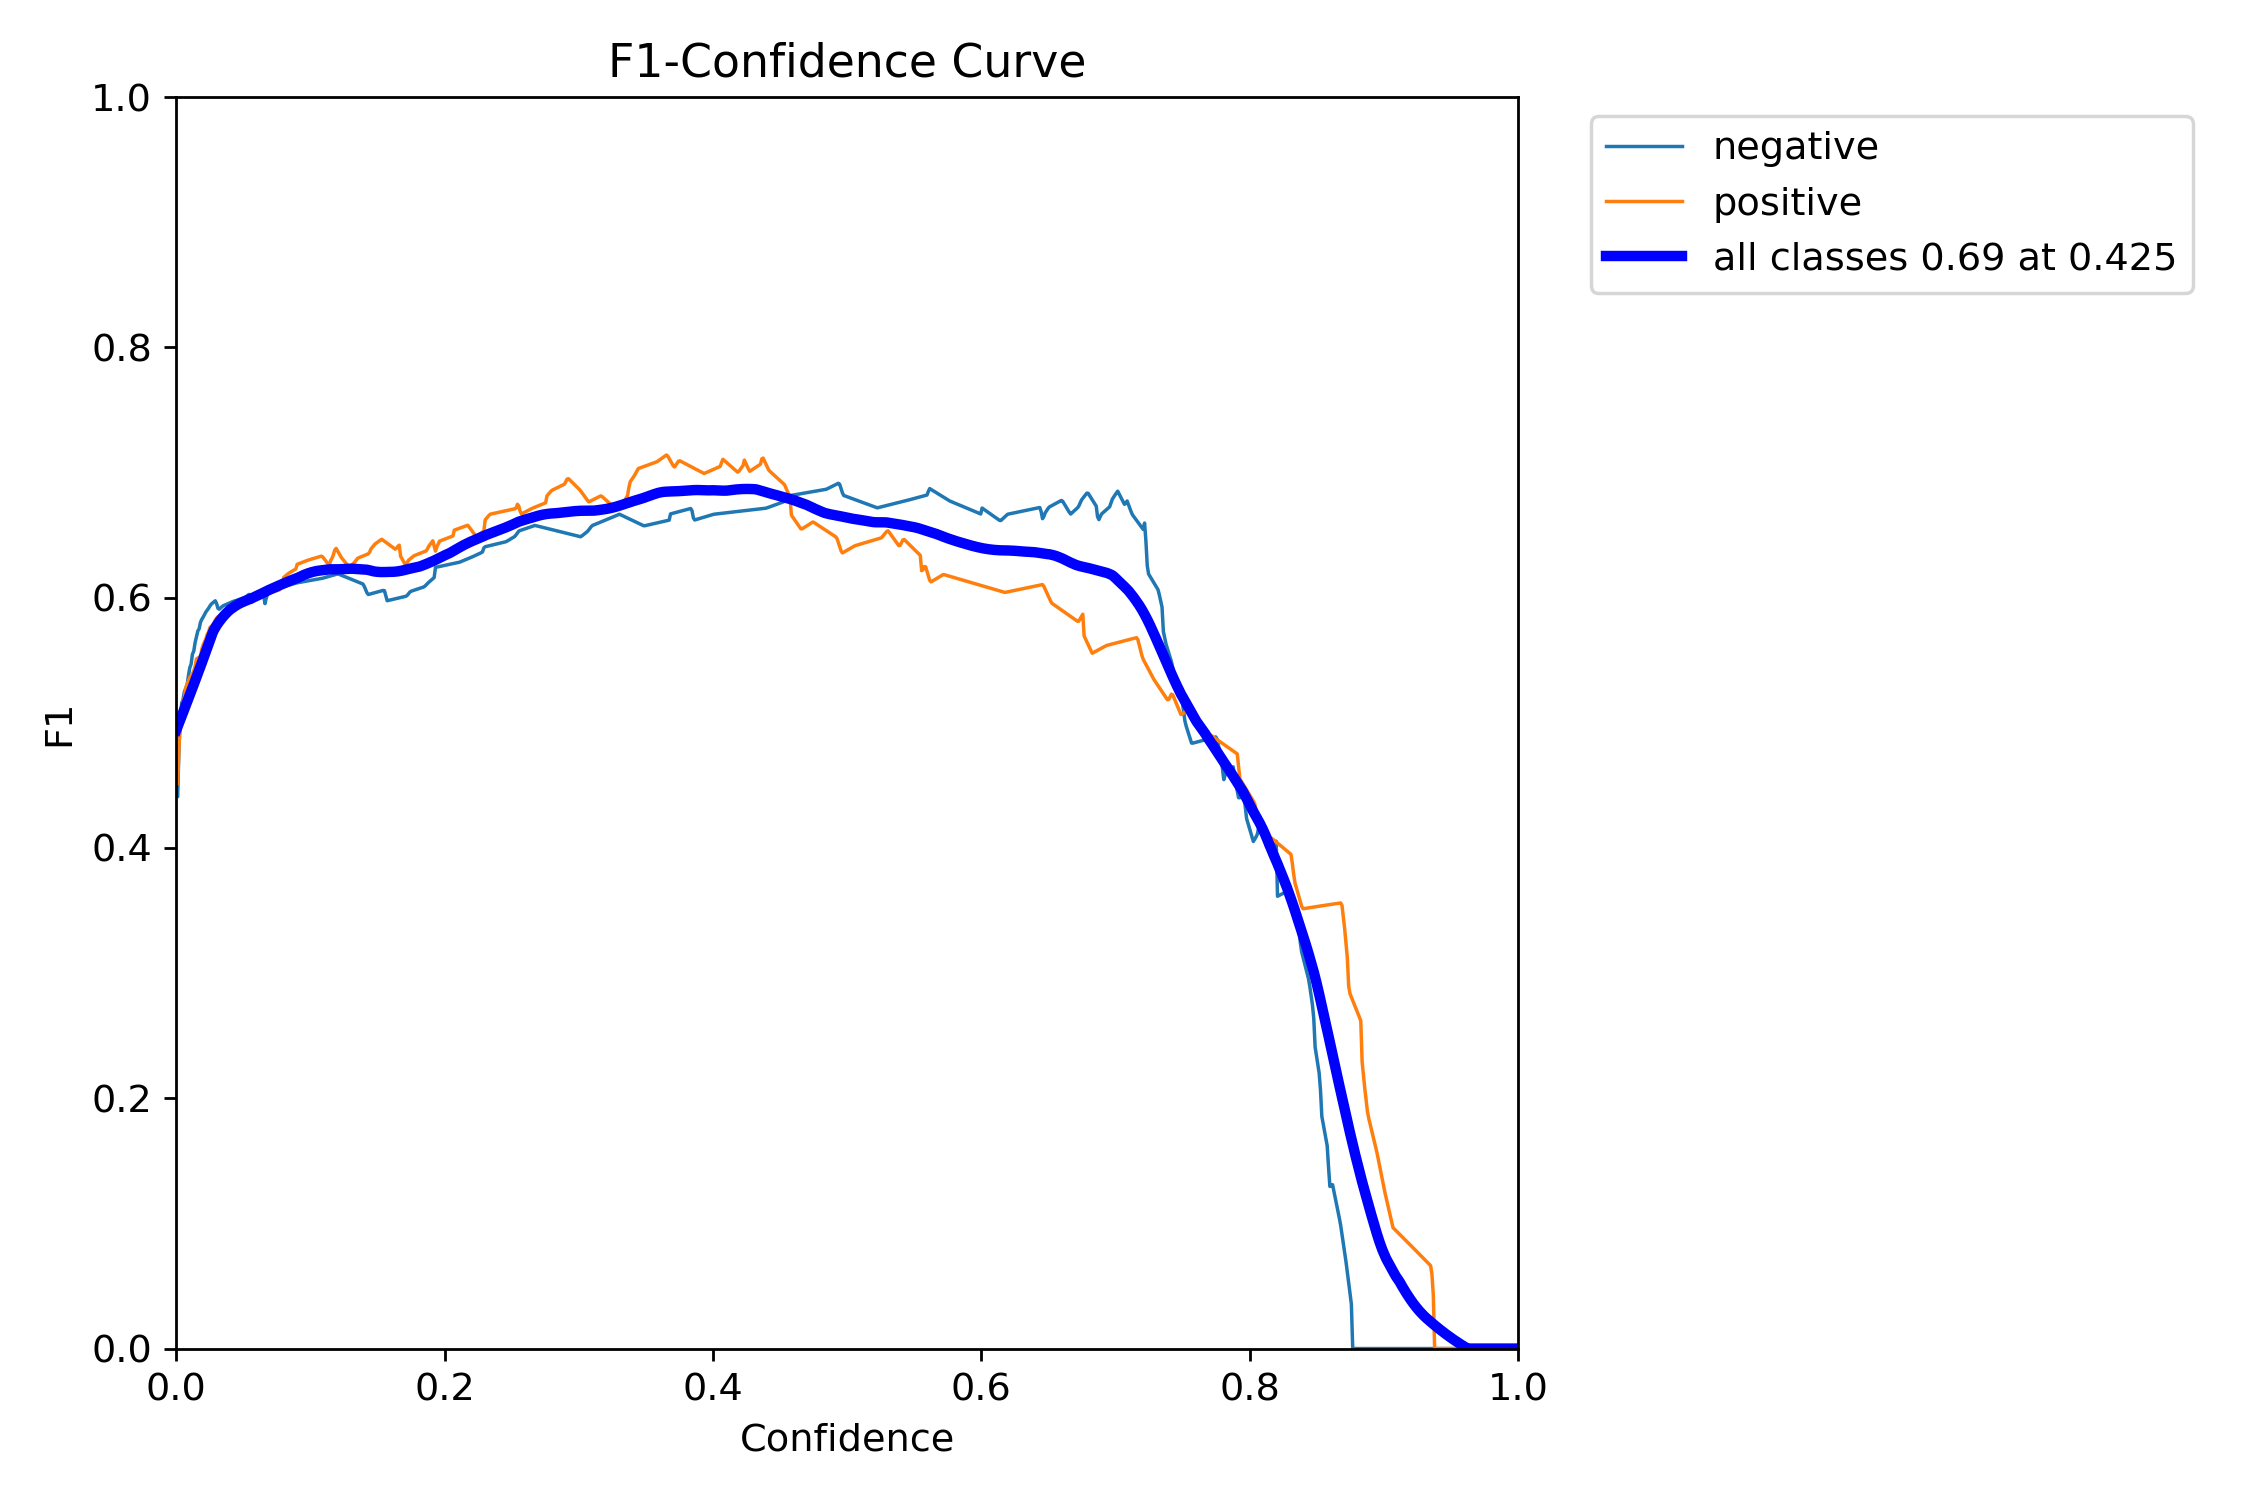 F1-Confidence Curve
1.0
0.8
0.6
0.4
0.2
0.0
F1
0.0 0.2 0.4 0.6 0.8 1.0
Confidence
negative
positive
all classes 0.69 at 0.425